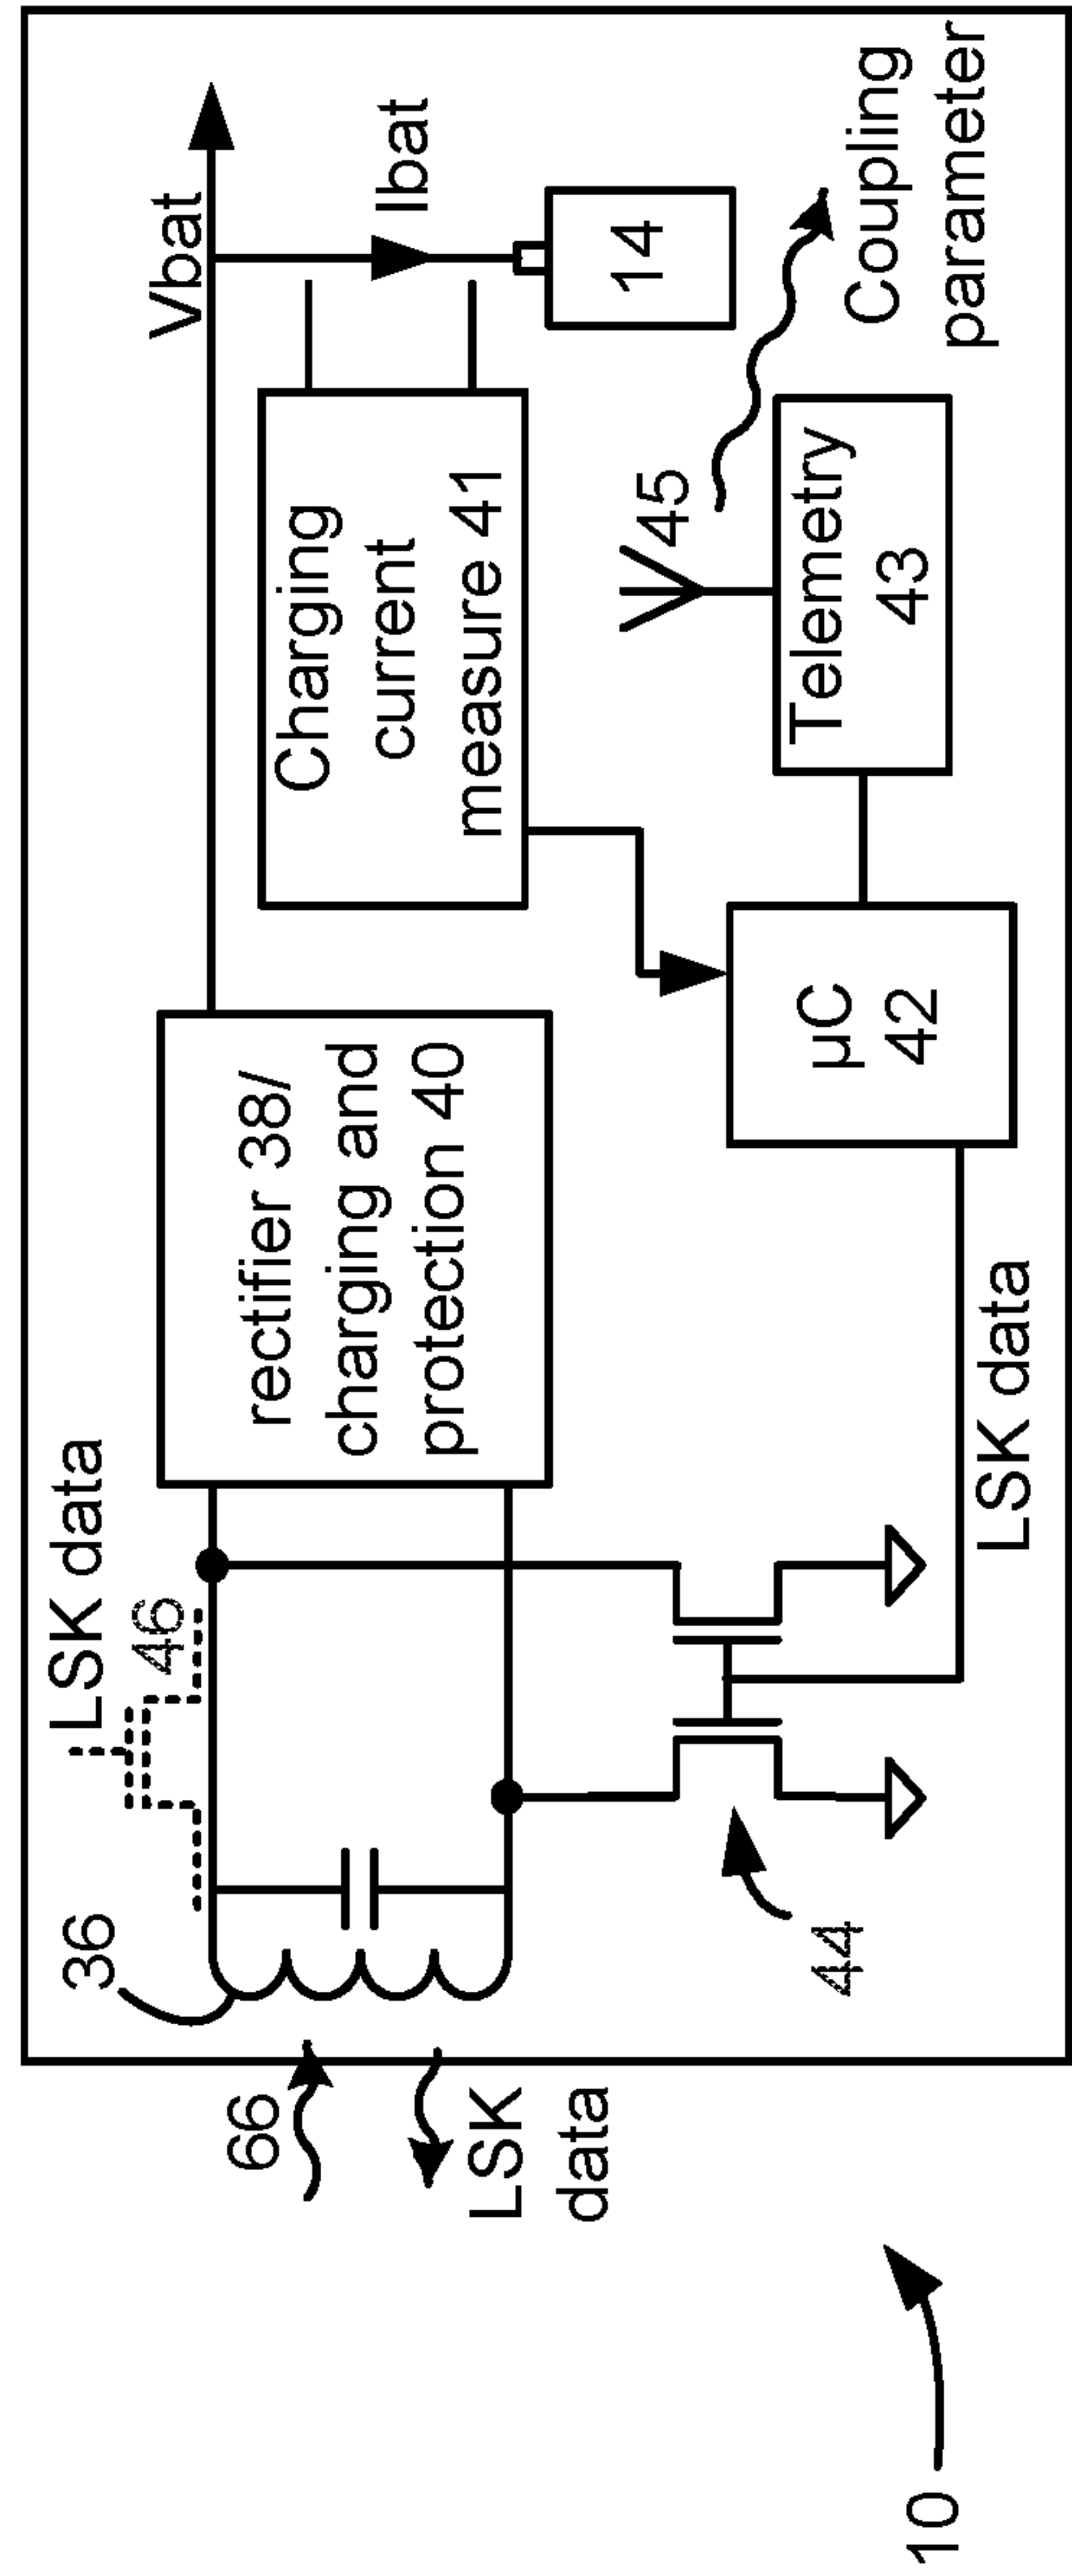 LSK data
46
36
66
LSK
data
10
rectifier 38/
charging and
protection 40
44
LSK data
Vbat
Ibat
Charging
current
measure 41
14
45
µC
42
Telemetry
43
Coupling
parameter